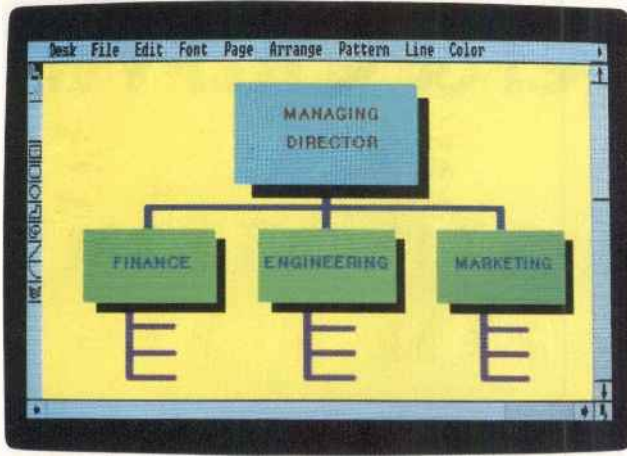 Desk File Edit Font Page Arrange Pattern Line Color
MANAGING
DIRECTOR
FINANCE ENGINEERING MARKETING